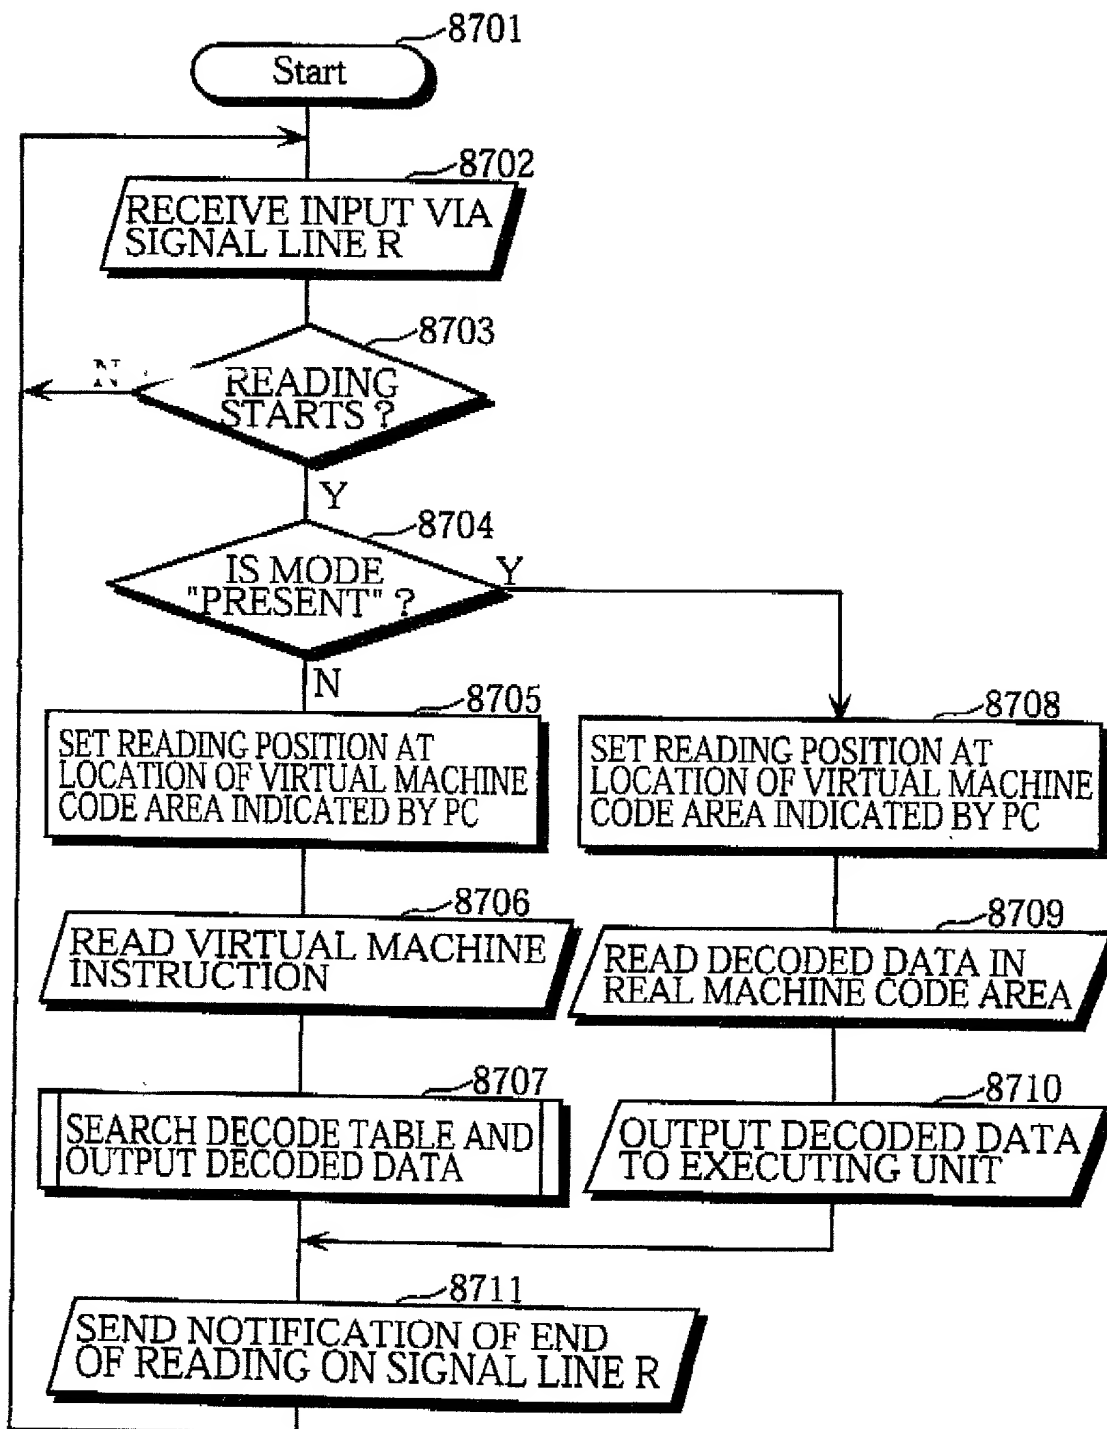 8701
Start
8702
RECEIVE INPUT VIA
SIGNAL LINE R
8703
N
READING
STARTS ?
Y
8704
IS MODE
"PRESENT" ?
Y
N
8705
SET READING POSITION AT
LOCATION OF VIRTUAL MACHINE
CODE AREA INDICATED BY PC
8708
SET READING POSITION AT
LOCATION OF VIRTUAL MACHINE
CODE AREA INDICATED BY PC
8706
READ VIRTUAL MACHINE
INSTRUCTION
8709
READ DECODED DATA IN
REAL MACHINE CODE AREA
8707
SEARCH DECODE TABLE AND
OUTPUT DECODED DATA
8710
OUTPUT DECODED DATA
TO EXECUTING UNIT
8711
SEND NOTIFICATION OF END
OF READING ON SIGNAL LINE R